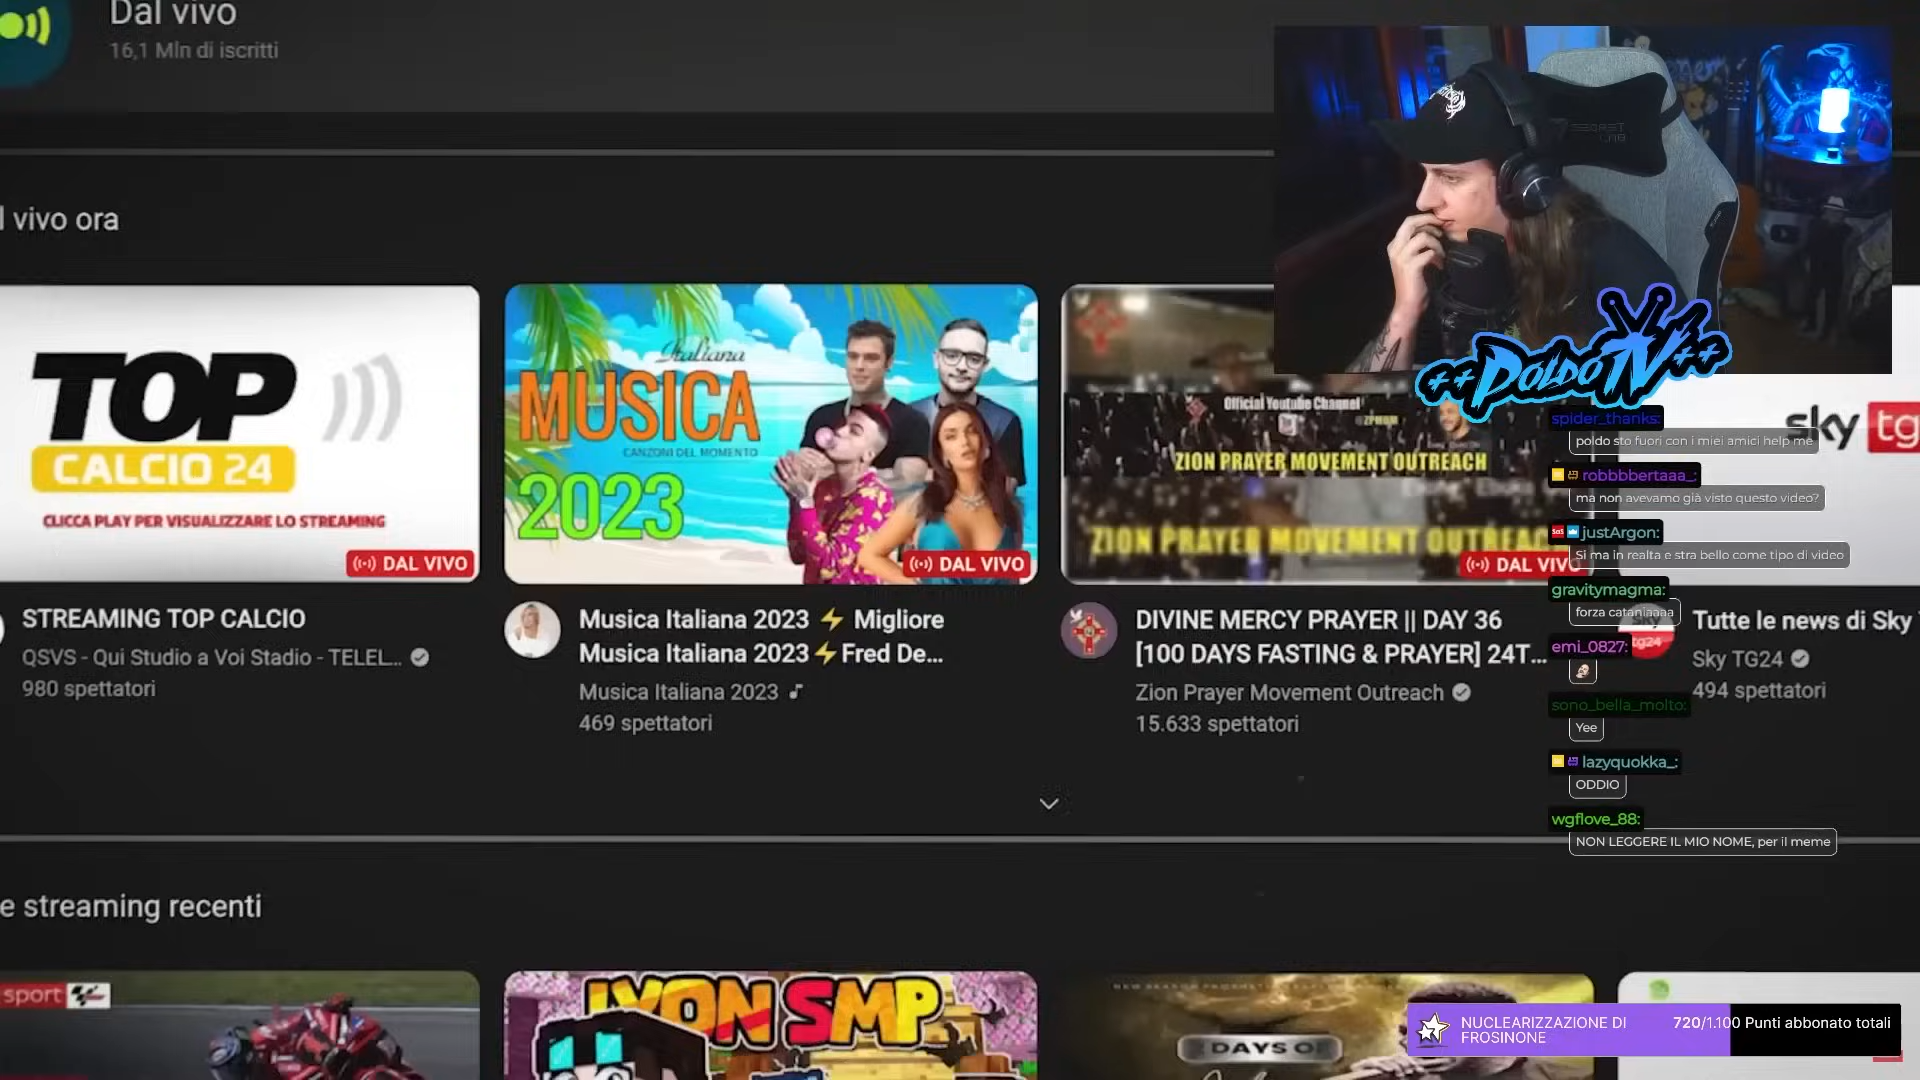 Dal vivo
16,1 Mln di iscritti
l vivo ora
TOP
CALCIO 24
CLICCA PLAY PER VISUALIZZARE LO STREAMING
DAL VIVO
STREAMING TOP CALCIO
QSVS - Qui Studio a Voi Stadio - TELEL...
980 spettatori
Italiana
MUSICA
CANZONI DEL MOMENTO
2023
DAL VIVO
Musica Italiana 2023 ⚡ Migliore
Musica Italiana 2023⚡Fred De...
Musica Italiana 2023
469 spettatori
Official Youtube Channel
ZION PRAYER MOVEMENT OUTREACH
ZION PRAYER MOVEMENT OUTREAC
DAL VIVO
DIVINE MERCY PRAYER || DAY 36
[100 DAYS FASTING & PRAYER] 24T...
Zion Prayer Movement Outreach
15.633 spettatori
sky tg
sky
tg24
Tutte le news di Sky
Sky TG24
494 spettatori
SECRET
LAB
++POLDOTV++
spider_thanks:
poldo sto fuori con i miei amici help me
robbbbertaaa_:
ma non avevamo già visto questo video?
justArgon:
Si ma in realta e stra bello come tipo di video
gravitymagma:
forza cataniaaaa
emi_0827:
sono_bella_molto:
Yee
lazyquokka_:
ODDIO
wgflove_88:
NON LEGGERE IL MIO NOME, per il meme
e streaming recenti
sport
LYON SMP
DAYS OF
NUCLEARIZZAZIONE DI
FROSINONE
720/1.100 Punti abbonato totali